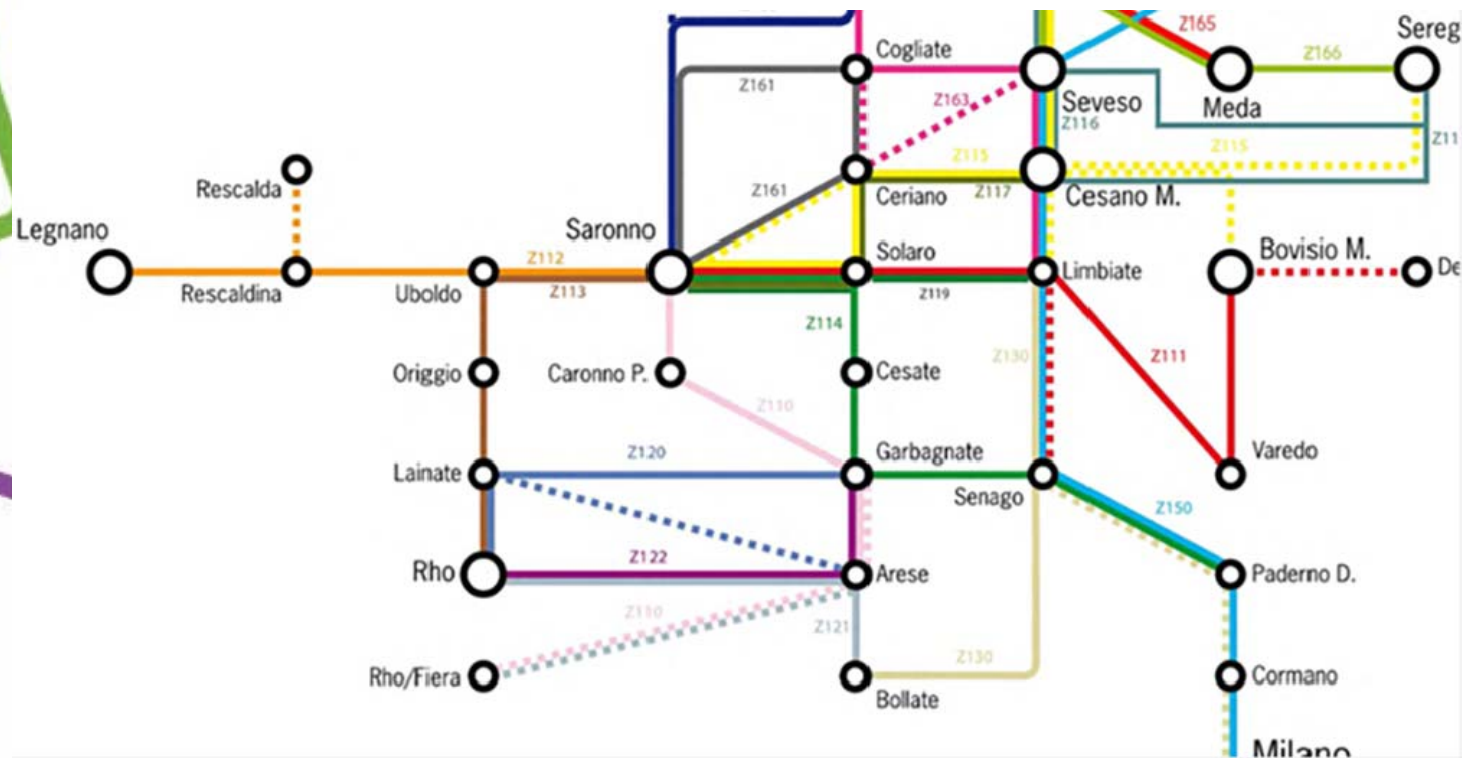 Z165
Sereg
Cogliate
Z166
Z161
Z163
Seveso
Meda
Z116
Z11
Z115
Z115
Rescalda
Z161
Ceriano
Z117
Cesano M.
Legnano
Saronno
Solaro
Bovisio M.
Z112
Limbiate
De
Rescaldina
Uboldo
Z113
Z119
Z114
Z130
Z111
Origgio
Caronno P.
Cesate
Z110
Lainate
Z120
Garbagnate
Varedo
Senago
Z150
Rho
Z122
Arese
Paderno D.
Z110
Z121
Z130
Rho/Fiera
Bollate
Cormano
Milano